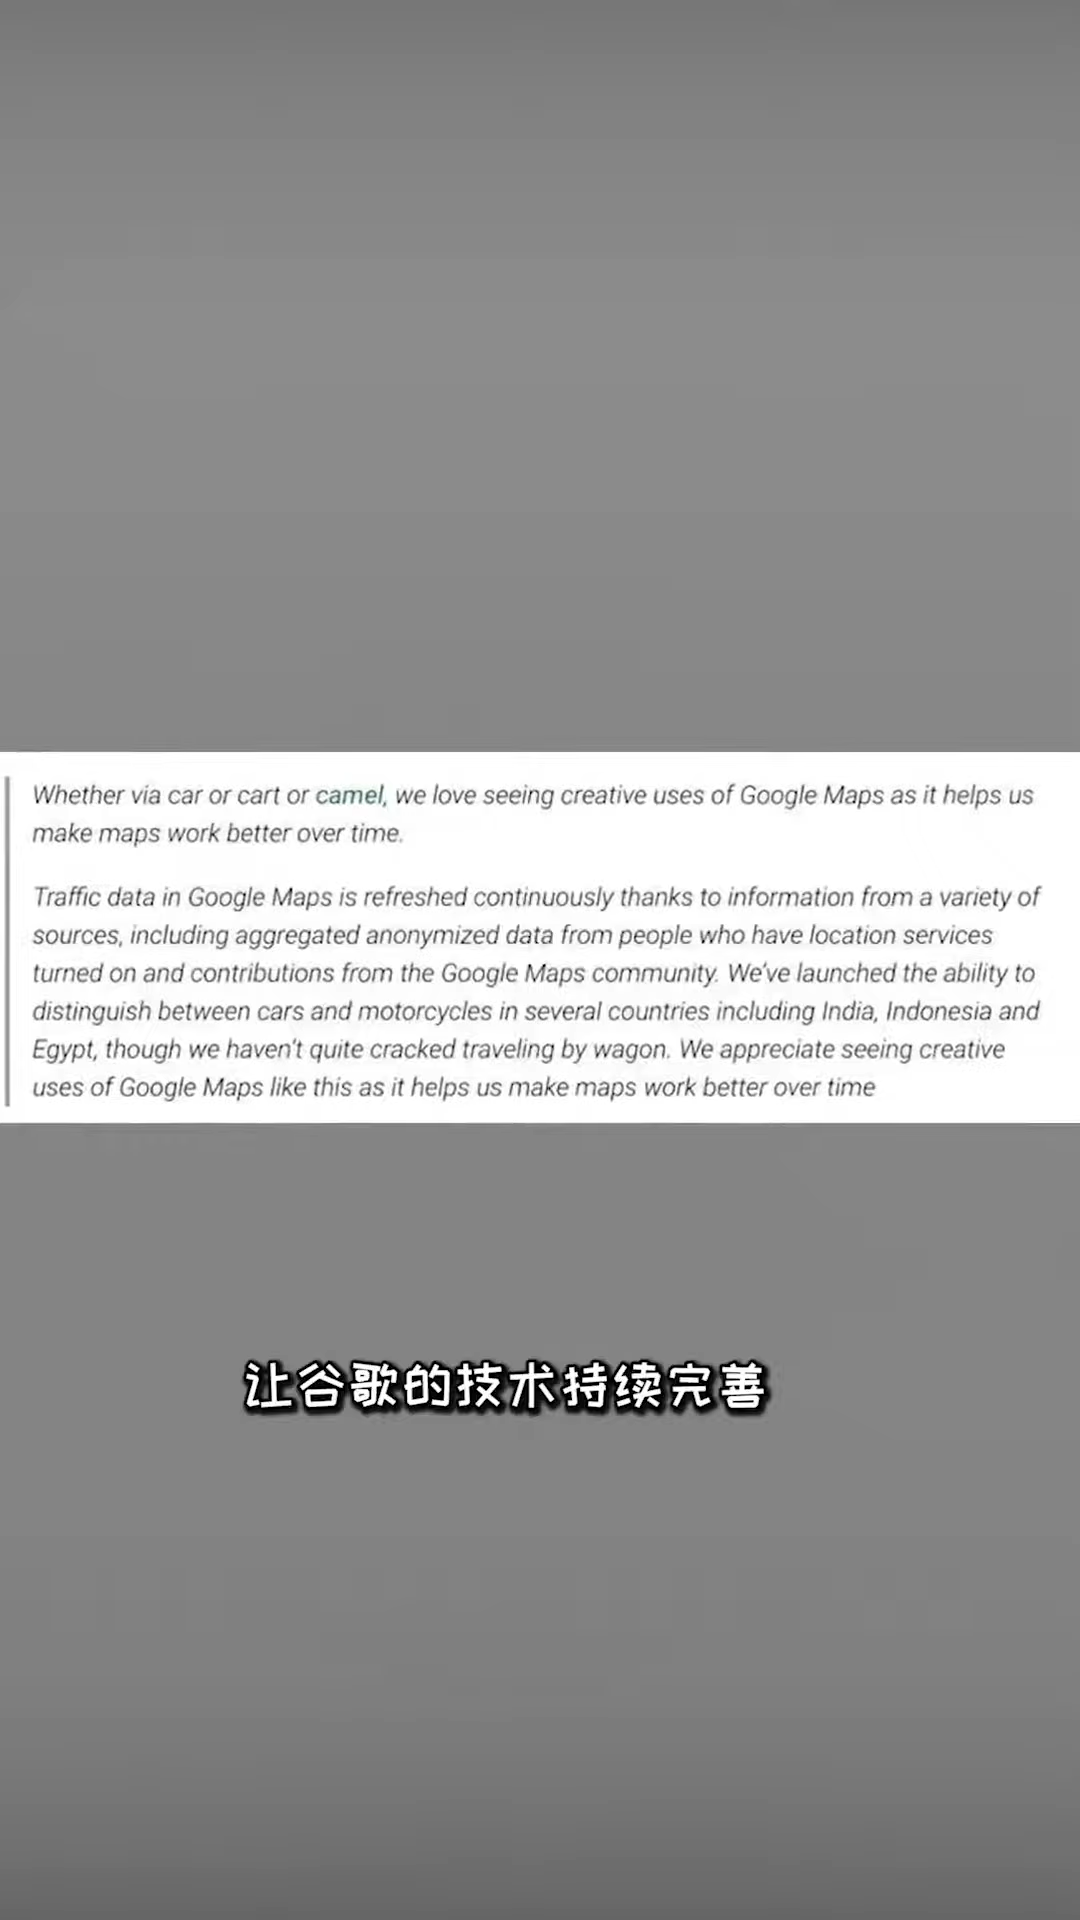 Whether via car or cart or camel, we love seeing creative uses of Google Maps as it helps us
make maps work better over time.
Traffic data in Google Maps is refreshed continuously thanks to information from a variety of
sources, including aggregated anonymized data from people who have location services
turned on and contributions from the Google Maps community. We've launched the ability to
distinguish between cars and motorcycles in several countries including India, Indonesia and
Egypt, though we haven't quite cracked traveling by wagon. We appreciate seeing creative
uses of Google Maps like this as it helps us make maps work better over time
让谷歌的技术持续完善